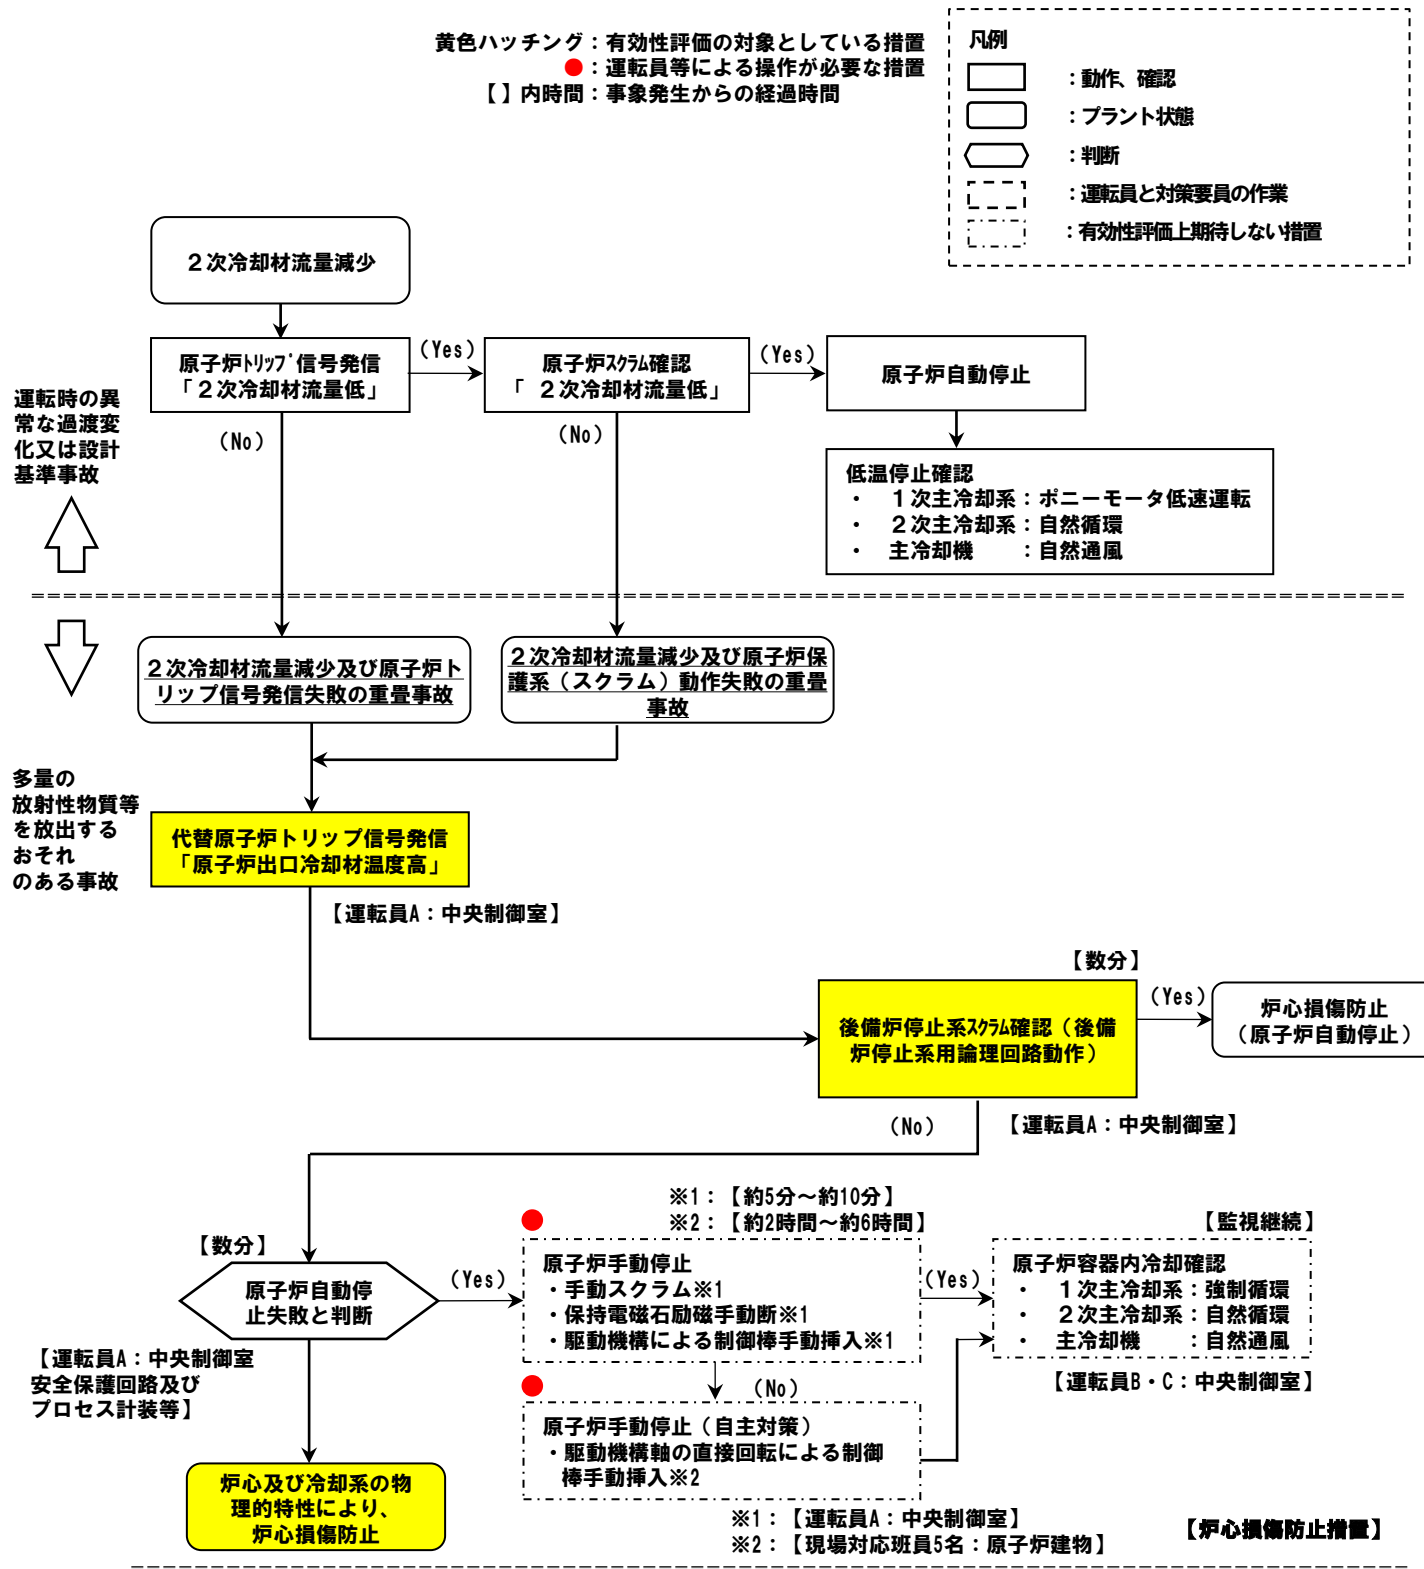 黄色ハッチング：有効性評価の対象としている措置
●：運転員等による操作が必要な措置
【】内時間：事象発生からの経過時間
凡例
：動作、確認
：プラント状態
：判断
：運転員と対策要員の作業
：有効性評価上期待しない措置
２次冷却材流量減少
原子炉ﾄﾘｯﾌﾟ信号発信
「２次冷却材流量低」
（Yes）
原子炉ｽｸﾗﾑ確認
「 ２次冷却材流量低」
（Yes）
原子炉自動停止
（No）
（No）
運転時の異
常な過渡変
化又は設計
基準事故
低温停止確認
・ １次主冷却系：ポニーモータ低速運転
・ ２次主冷却系：自然循環
・ 主冷却機 ：自然通風
２次冷却材流量減少及び原子炉ト
リップ信号発信失敗の重畳事故
２次冷却材流量減少及び原子炉保
護系（スクラム）動作失敗の重畳
事故
多量の
放射性物質等
を放出する
おそれ
のある事故
代替原子炉トリップ信号発信
「原子炉出口冷却材温度高」
【運転員A：中央制御室】
【数分】
後備炉停止系ｽｸﾗﾑ確認（後備
炉停止系用論理回路動作）
（Yes）
炉心損傷防止
（原子炉自動停止）
（No）
【運転員A：中央制御室】
※1：【約5分～約10分】
※2：【約2時間～約6時間】
【数分】
原子炉自動停
止失敗と判断
（Yes）
原子炉手動停止
・手動スクラム※1
・保持電磁石励磁手動断※1
・駆動機構による制御棒手動挿入※1
（Yes）
【監視継続】
原子炉容器内冷却確認
・ １次主冷却系：強制循環
・ ２次主冷却系：自然循環
・ 主冷却機 ：自然通風
【運転員B・C：中央制御室】
【運転員A：中央制御室
安全保護回路及び
プロセス計装等】
（No）
原子炉手動停止（自主対策）
・駆動機構軸の直接回転による制御
棒手動挿入※2
炉心及び冷却系の物
理的特性により、
炉心損傷防止
※1：【運転員A：中央制御室】
※2：【現場対応班員5名：原子炉建物】
【炉心損傷防止措置】